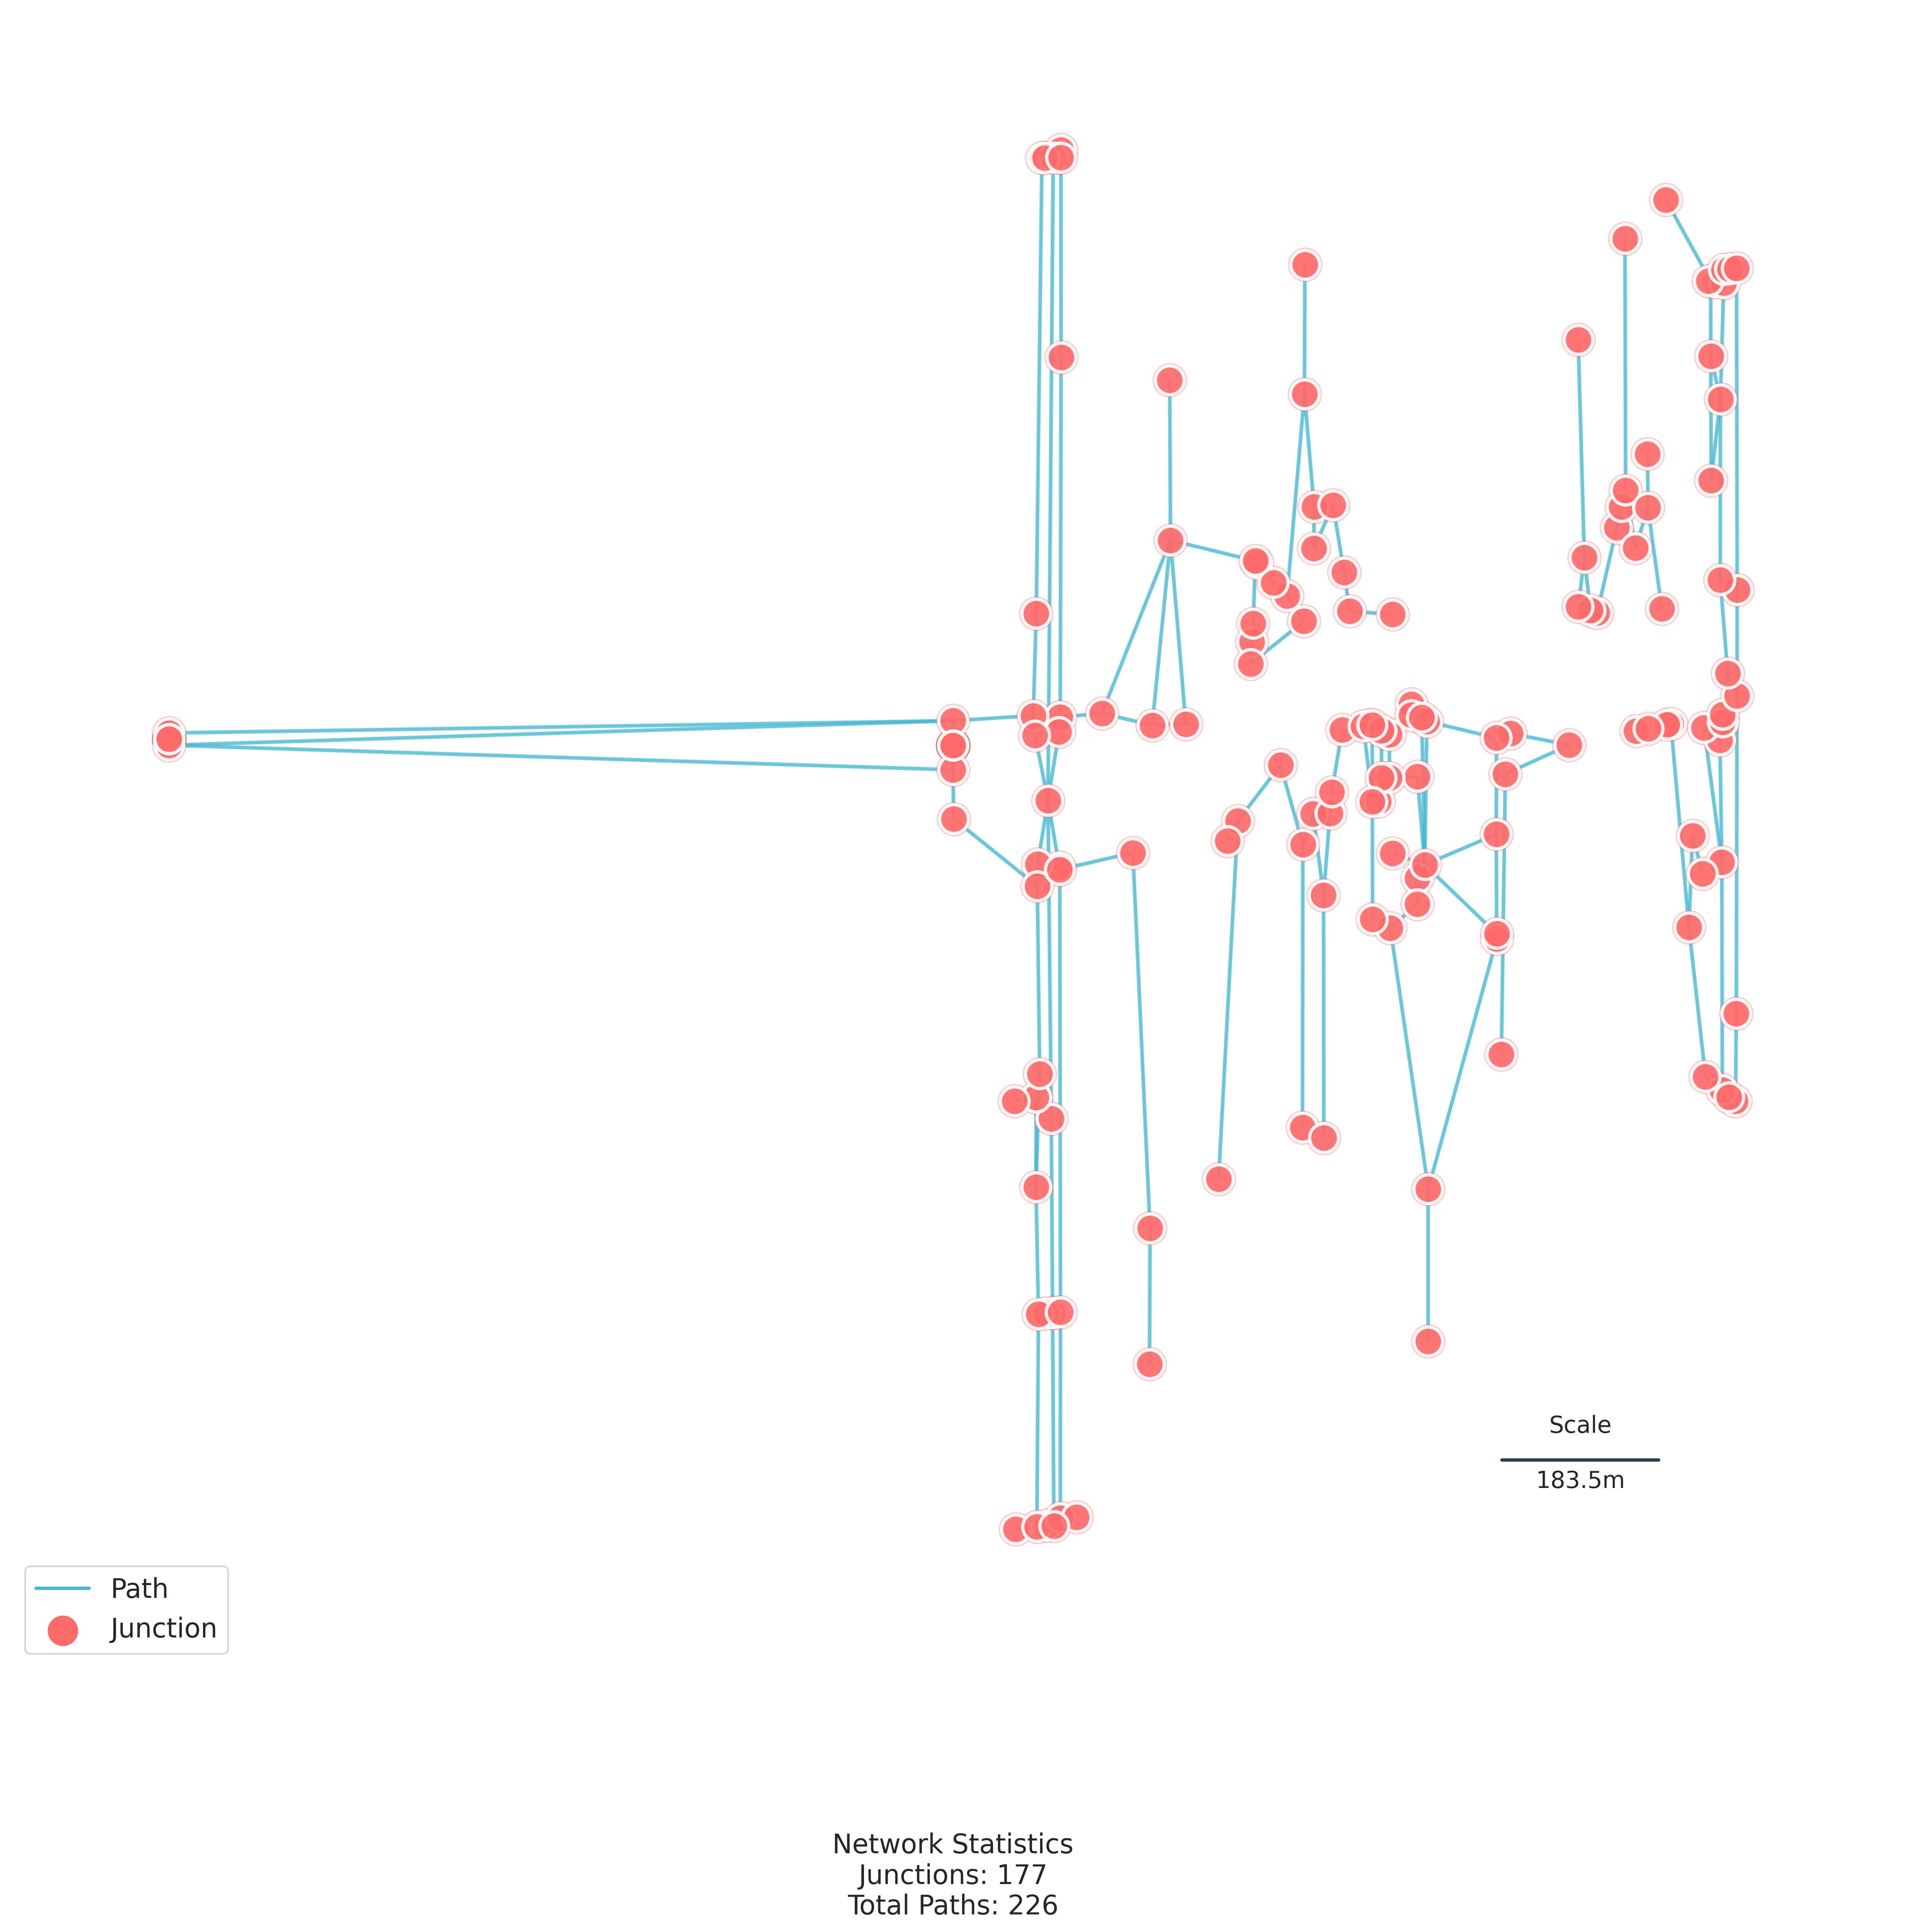 Scale
183.5m
Path
Junction
Network Statistics
Junctions: 177
Total Paths: 226